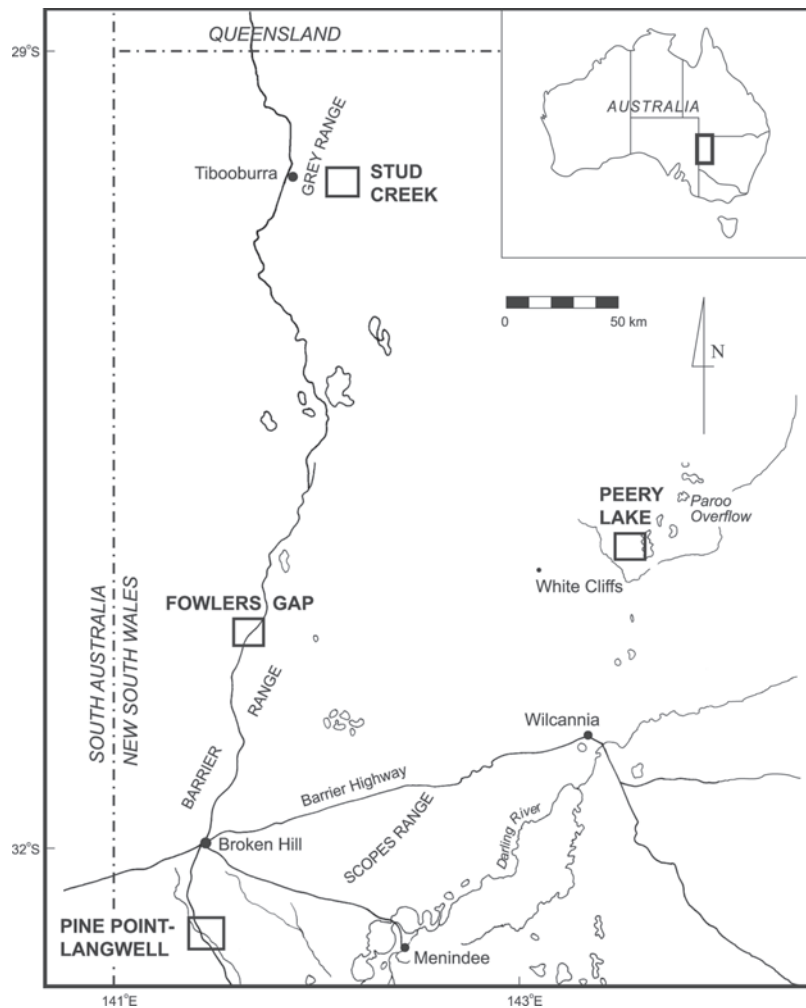 QUEENSLAND
29°S
AUSTRALIA
GREY RANGE
Tibooburra
STUD
CREEK
0
50 km
N
PEERY
LAKE
Paroo
Overflow
White Cliffs
FOWLERS GAP
SOUTH AUSTRALIA
NEW SOUTH WALES
BARRIER
RANGE
Wilcannia
Barrier Highway
SCOPES RANGE
Darling River
32°S
Broken Hill
PINE POINT-
LANGWELL
Menindee
141°E
143°E